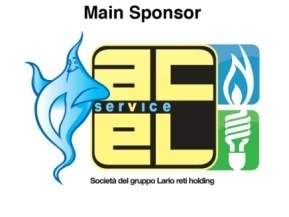 Main Sponsor
ac
service
el
Società del gruppo Lario reti holding